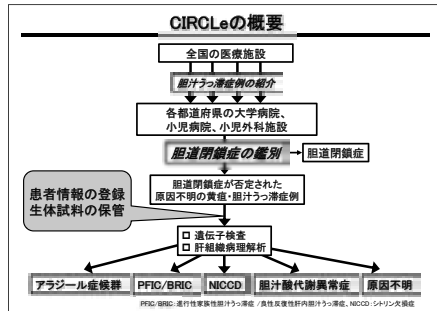 CIRCLeの概要
全国の医療施設
胆汁うっ滞症例の紹介
各都道府県の大学病院、
小児病院、小児外科施設
胆道閉鎖症の鑑別
胆道閉鎖症
患者情報の登録
生体試料の保管
胆道閉鎖症が否定された
原因不明の黄疸・胆汁うっ滞症例
□ 遺伝子検査
□ 肝組織病理解析
アラジール症候群
PFIC/BRIC
NICCD
胆汁酸代謝異常症
原因不明
PFIC/BRIC:進行性家族性胆汁うっ滞症／良性反復性肝内胆汁うっ滞症、NICCD:シトリン欠損症